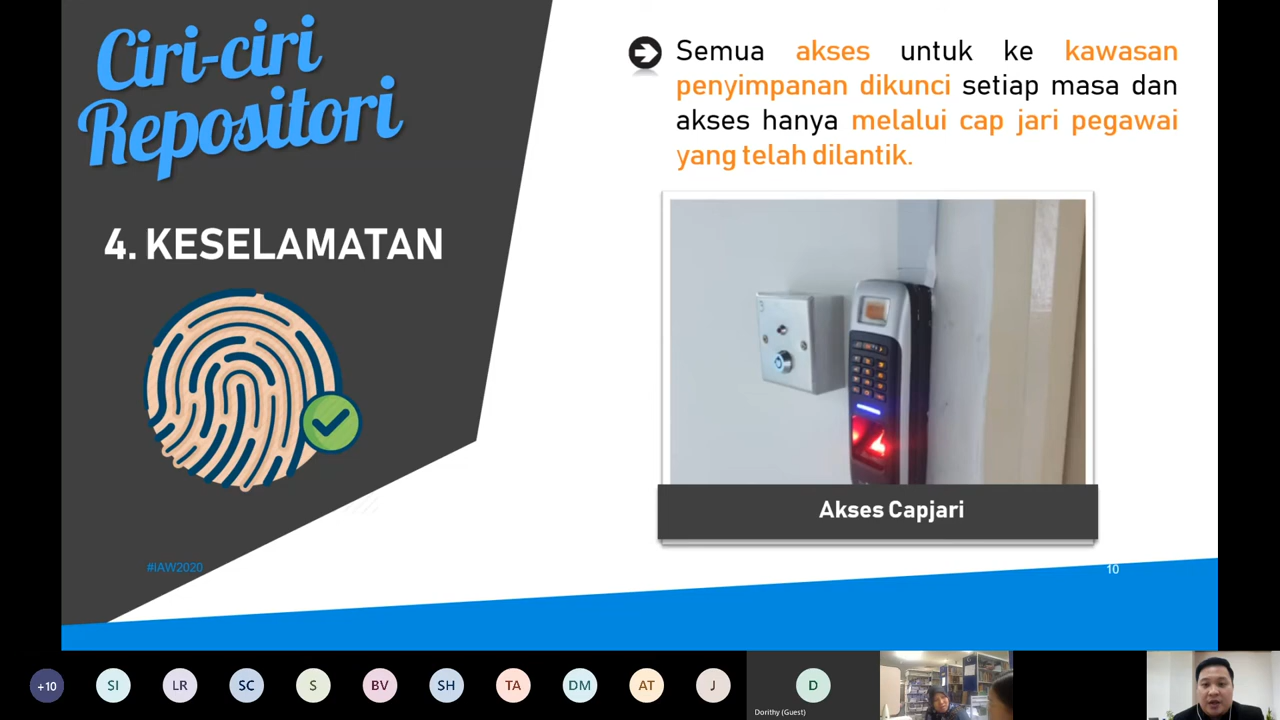 Ciri-ciri
Repositori
4. KESELAMATAN
Semua akses untuk ke kawasan
penyimpanan dikunci setiap masa dan
akses hanya melalui cap jari pegawai
yang telah dilantik.
Akses Capjari
#IAW2020
10
+10
SI
LR
SC
S
BV
SH
TA
DM
AT
J
D
Dorithy (Guest)